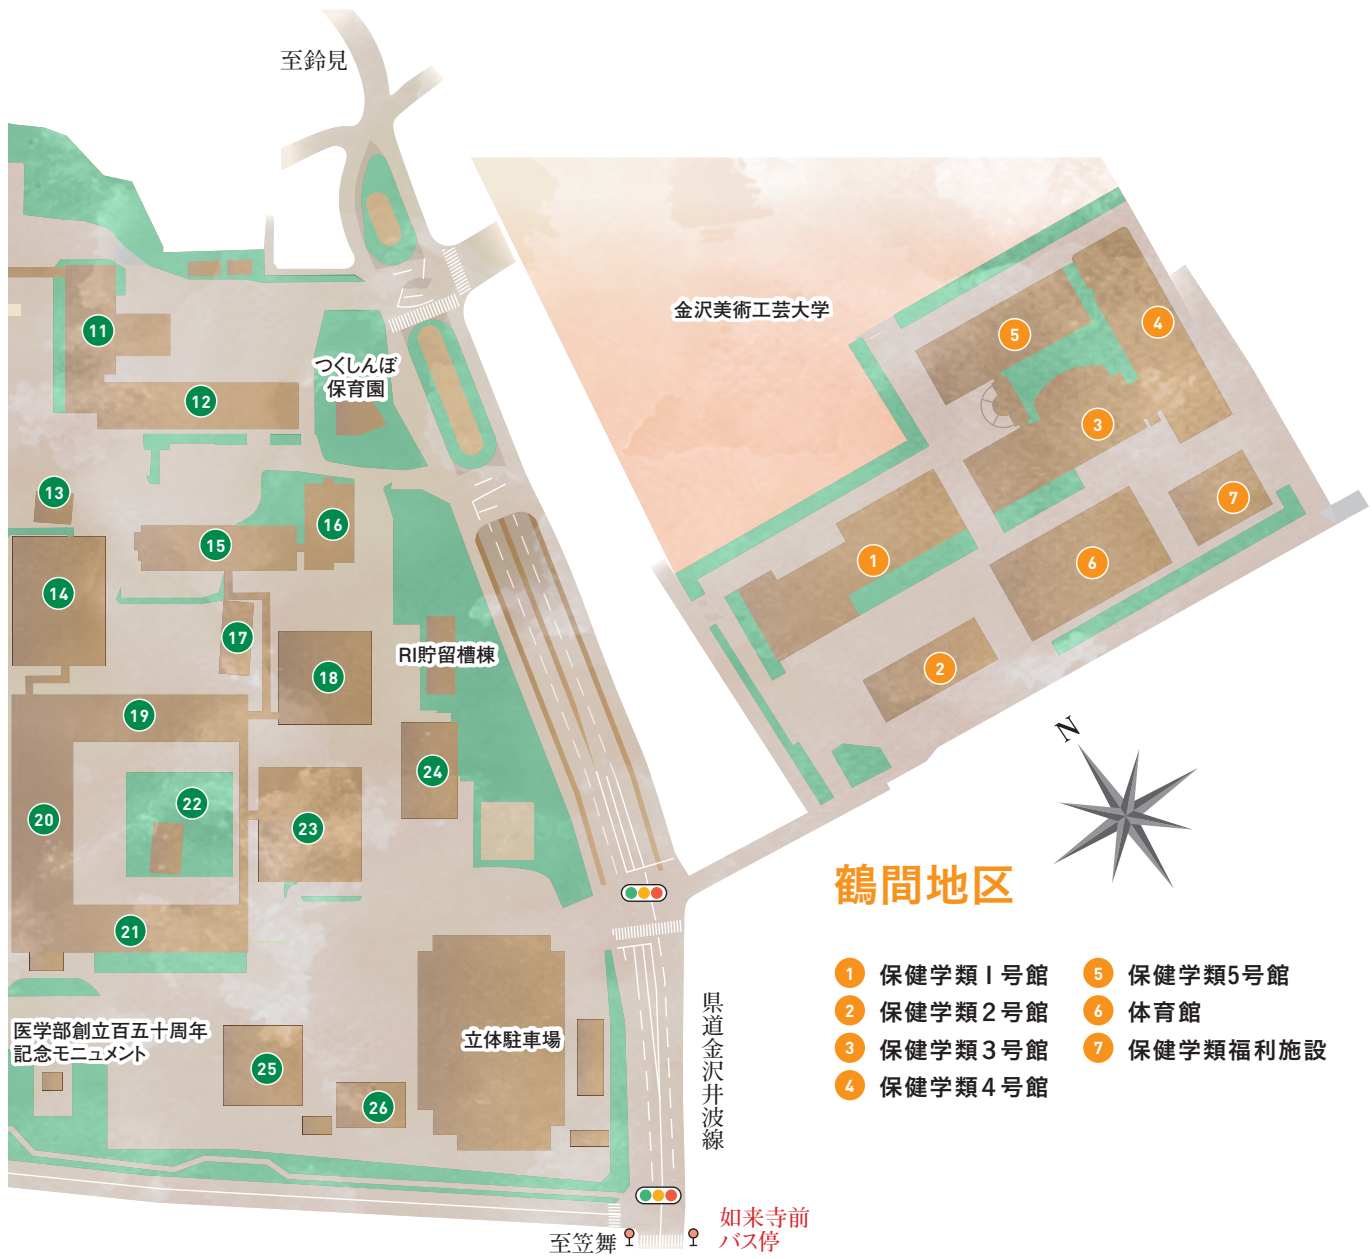 至鈴見
金沢美術工芸大学
つくしんぼ
保育園
11
12
13
14
15
16
17
18
RI貯留槽棟
19
20
21
22
23
24
5
4
3
7
1
6
2
N
医学部創立百五十周年
記念モニュメント
25
26
立体駐車場
県道金沢井波線
至笠舞
如来寺前
バス停
鶴間地区
1 保健学類1号館
2 保健学類2号館
3 保健学類3号館
4 保健学類4号館
5 保健学類5号館
6 体育館
7 保健学類福利施設